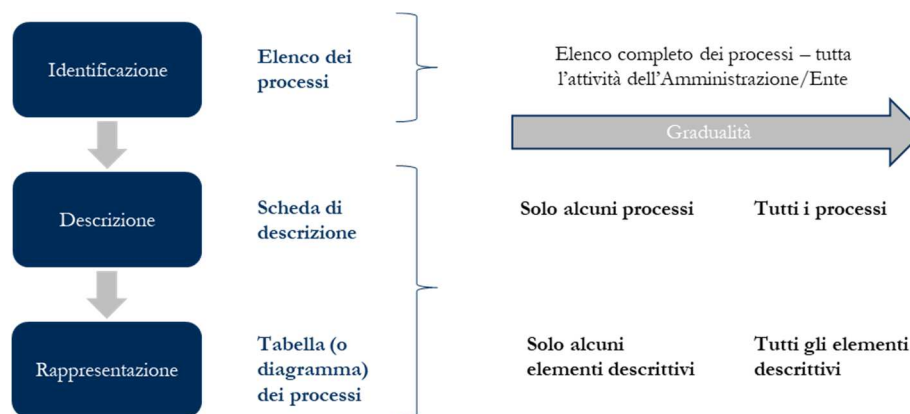 Identificazione
Elenco dei
processi
Elenco completo dei processi – tutta
l’attività dell’Amministrazione/Ente
Gradualità
Descrizione
Scheda di
descrizione
Solo alcuni processi
Tutti i processi
Rappresentazione
Tabella (o
diagramma)
dei processi
Solo alcuni
elementi descrittivi
Tutti gli elementi
descrittivi